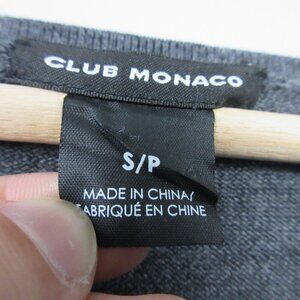 CLUB MONACO
S/P
MADE IN CHINA/
FABRIQUÉ EN CHINE